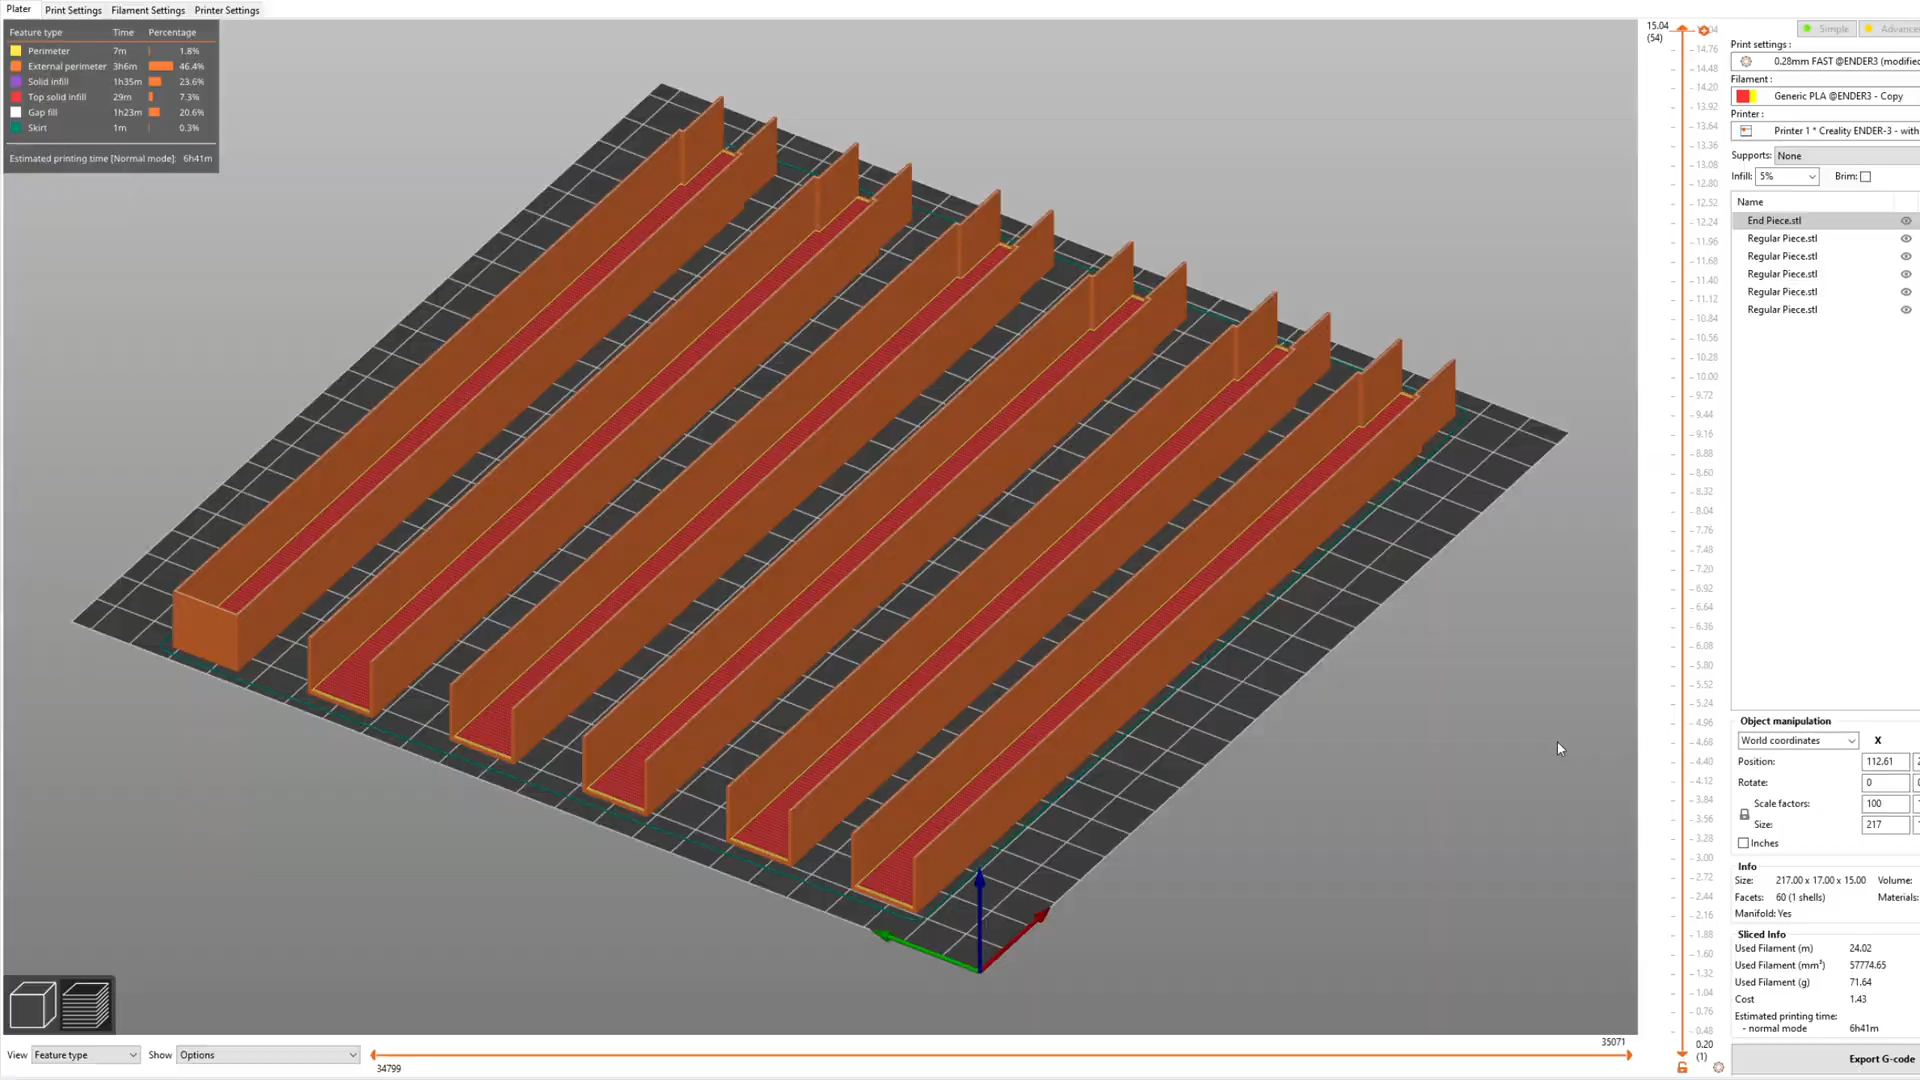 Plater Print Settings Filament Settings Printer Settings
Feature type Time Percentage
Perimeter 7m 1.8%
External perimeter 3h6m 46.4%
Solid infill 1h35m 23.6%
Top solid infill 29m 7.3%
Gap fill 1h23m 20.6%
Skirt 1m 0.3%
Estimated printing time [Normal mode]: 6h41m
15.04
(54)
14.76
14.48
14.20
13.92
13.64
13.36
13.08
12.80
12.52
12.24
11.96
11.68
11.40
11.12
10.84
10.56
10.28
10.00
9.72
9.44
9.16
8.88
8.60
8.32
8.04
7.76
7.48
7.20
6.92
6.64
6.36
6.08
5.80
5.52
5.24
4.96
4.68
4.40
4.12
3.84
3.56
3.28
3.00
2.72
2.44
2.16
1.88
1.60
1.32
1.04
0.76
0.48
0.20
(1)
Simple Advance
Print settings :
0.28mm FAST @ENDER3 (modified
Filament :
Generic PLA @ENDER3 - Copy
Printer :
Printer 1 * Creality ENDER-3 - with
Supports: None
Infill: 5% Brim:
Name
End Piece.stl
Regular Piece.stl
Regular Piece.stl
Regular Piece.stl
Regular Piece.stl
Regular Piece.stl
Object manipulation
World coordinates X
Position: 112.61
Rotate: 0
Scale factors: 100
Size: 217
Inches
Info
Size: 217.00 x 17.00 x 15.00 Volume:
Facets: 60 (1 shells) Materials:
Manifold: Yes
Sliced Info
Used Filament (m) 24.02
Used Filament (mm³) 57774.65
Used Filament (g) 71.64
Cost 1.43
Estimated printing time:
- normal mode 6h41m
Export G-code
View Feature type Show Options
34799
35071